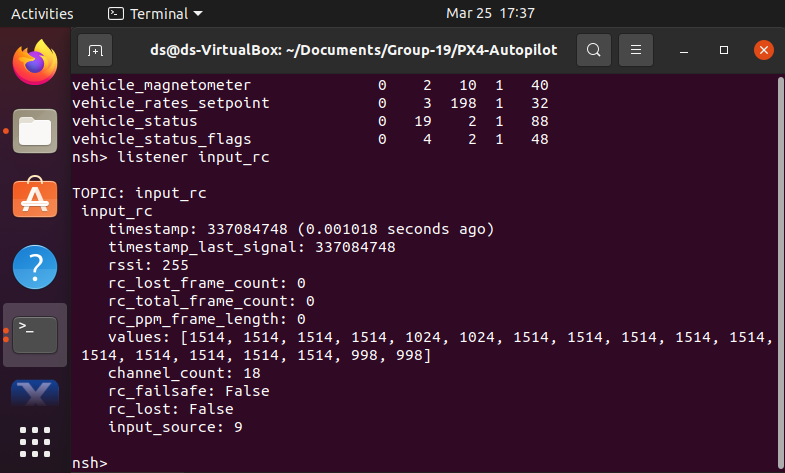 Activities Terminal Mar 25 17:37
ds@ds-VirtualBox: ~/Documents/Group-19/PX4-Autopilot
vehicle_magnetometer 0 2 10 1 40
vehicle_rates_setpoint 0 3 198 1 32
vehicle_status 0 19 2 1 88
vehicle_status_flags 0 4 2 1 48
nsh> listener input_rc
TOPIC: input_rc
input_rc
timestamp: 337084748 (0.001018 seconds ago)
timestamp_last_signal: 337084748
rssi: 255
rc_lost_frame_count: 0
rc_total_frame_count: 0
rc_ppm_frame_length: 0
values: [1514, 1514, 1514, 1514, 1024, 1024, 1514, 1514, 1514, 1514, 1514,
1514, 1514, 1514, 1514, 1514, 998, 998]
channel_count: 18
rc_failsafe: False
rc_lost: False
input_source: 9
nsh>